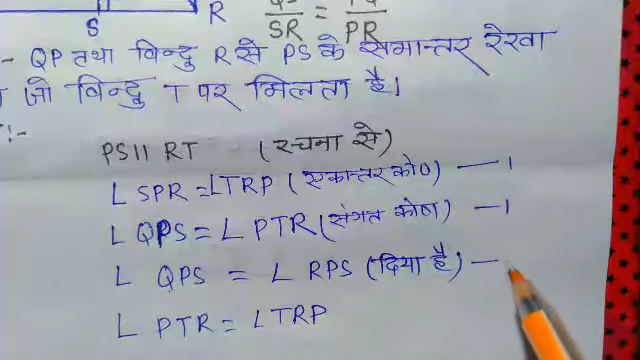 S R
SR = PR
:- QP तथा विन्दु R से PS के समान्तर रेखा
जो विन्दु T पर मिलता है।
:-
PS || RT (रचना से)
∠ SPR = ∠TRP (एकान्तर को0) — 1
∠ QPS = ∠ PTR (संगत कोण) — 1
∠ QPS = ∠ RPS (दिया है) —
∠ PTR = ∠TRP